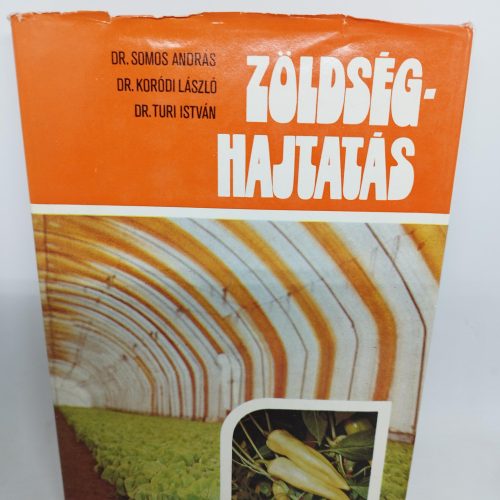 DR. SOMOS ANDRÁS
DR. KORÓDI LÁSZLÓ
DR. TURI ISTVÁN
ZÖLDSÉG-
HAJTATÁS